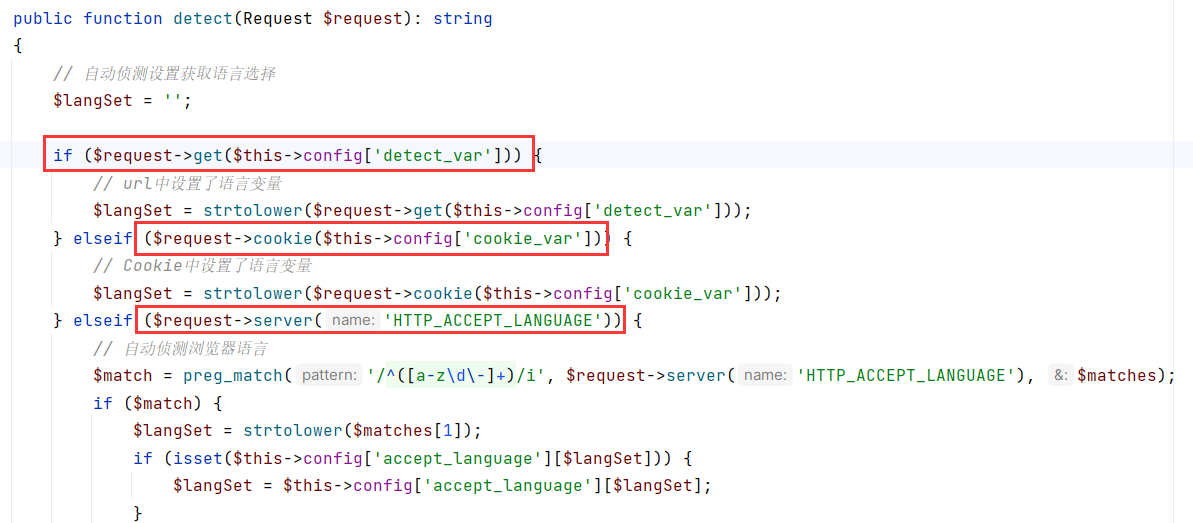 public function detect(Request $request): string
{
// 自动侦测设置获取语言选择
$langSet = '';
if ($request->get($this->config['detect_var'])) {
// url中设置了语言变量
$langSet = strtolower($request->get($this->config['detect_var']));
} elseif ($request->cookie($this->config['cookie_var'])) {
// Cookie中设置了语言变量
$langSet = strtolower($request->cookie($this->config['cookie_var']));
} elseif ($request->server( name: 'HTTP_ACCEPT_LANGUAGE')) {
// 自动侦测浏览器语言
$match = preg_match( pattern: '/^([a-z\d\-]+)/i', $request->server( name: 'HTTP_ACCEPT_LANGUAGE'), &: $matches);
if ($match) {
$langSet = strtolower($matches[1]);
if (isset($this->config['accept_language'][$langSet])) {
$langSet = $this->config['accept_language'][$langSet];
}